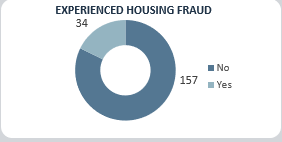 EXPERIENCED HOUSING FRAUD
34
157
No
Yes